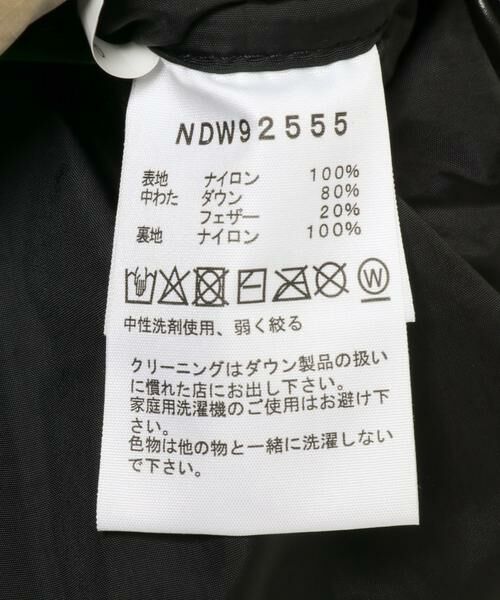 NDW92555
表地 ナイロン 100%
中わた ダウン 80%
フェザー 20%
裏地 ナイロン 100%
W
中性洗剤使用、弱く絞る
クリーニングはダウン製品の扱い
に慣れた店にお出し下さい。
家庭用洗濯機のご使用はお避け下
さい。
色物は他の物と一緒に洗濯しない
で下さい。